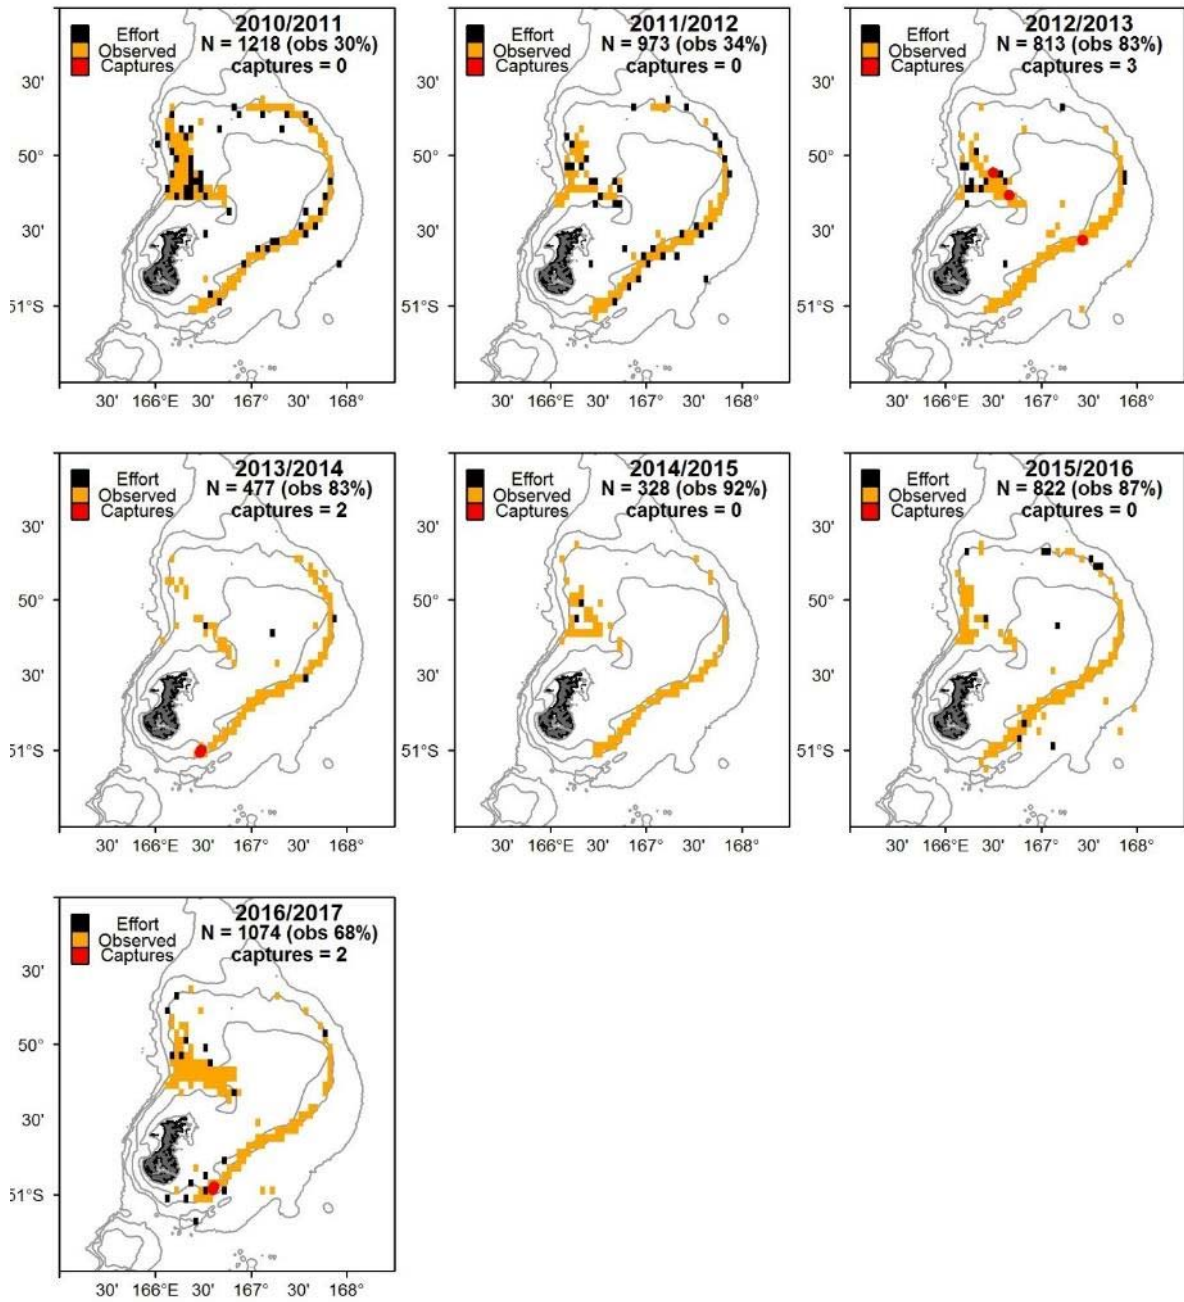 2010/2011
Effort
N = 1218 (obs 30%)
Observed
Captures
captures = 0
30'
50°
51°S
30'
166°E
30'
167°
30'
168°
2011/2012
Effort
N = 973 (obs 34%)
Observed
Captures
captures = 0
30'
50°
30'
51°S
30'
166°E
30'
167°
30'
168°
2012/2013
Effort
N = 813 (obs 83%)
Observed
Captures
captures = 3
30'
50°
30'
51°S
30'
166°E
30'
167°
30'
168°
2013/2014
Effort
N = 477 (obs 83%)
Observed
Captures
captures = 2
30'
50°
30'
51°S
30'
166°E
30'
167°
30'
168°
2014/2015
Effort
N = 328 (obs 92%)
Observed
Captures
captures = 0
30'
50°
30'
51°S
30'
166°E
30'
167°
30'
168°
2015/2016
Effort
N = 822 (obs 87%)
Observed
Captures
captures = 0
30'
50°
30'
51°S
30'
166°E
30'
167°
30'
168°
2016/2017
Effort
N = 1074 (obs 68%)
Observed
Captures
captures = 2
30'
50°
30'
51°S
30'
166°E
30'
167°
30'
168°